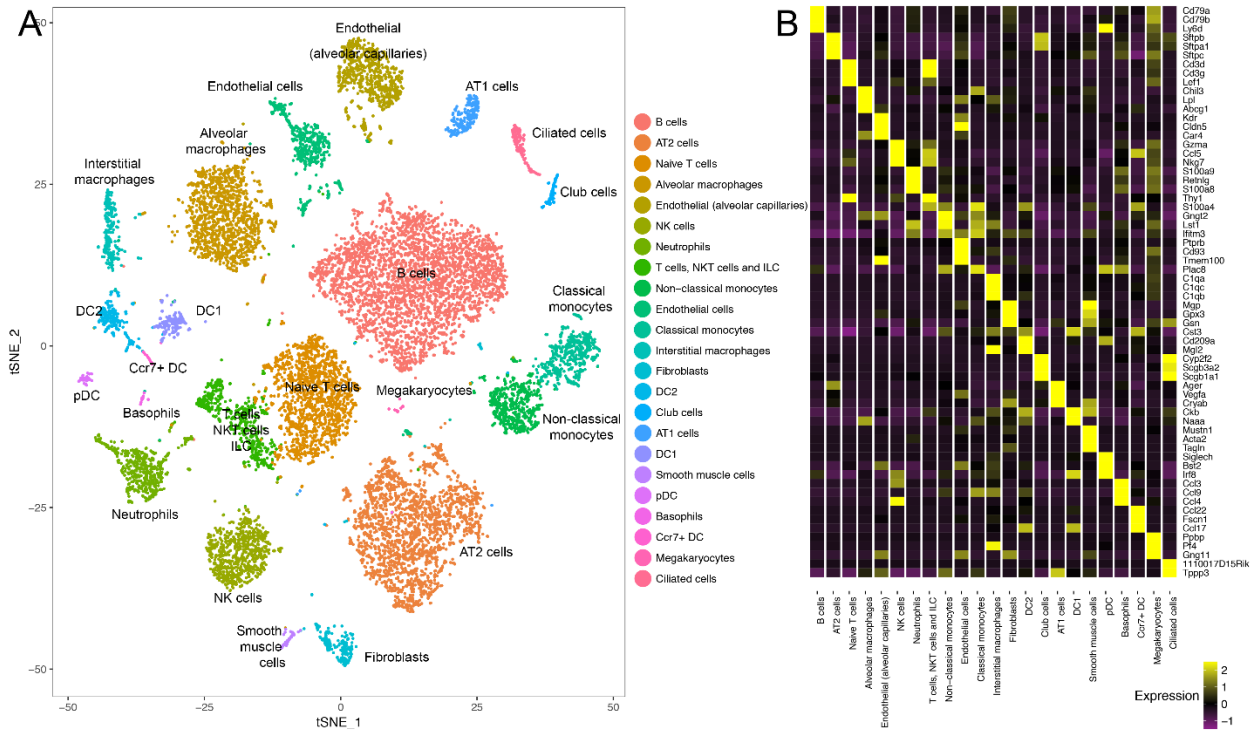 A
50
25
0
−25
−50
−50
−25
0
25
50
tSNE_1
tSNE_2
Endothelial
(alveolar capillaries)
Endothelial cells
AT1 cells
Alveolar
macrophages
Ciliated cells
Interstitial
macrophages
Club cells
B cells
Classical
monocytes
DC2
DC1
Ccr7+ DC
Naive T cells
Megakaryocytes
pDC
Basophils
T cells
NKT cells
ILC
Non-classical
monocytes
Neutrophils
AT2 cells
NK cells
Smooth
muscle
cells
Fibroblasts
B cells
AT2 cells
Naive T cells
Alveolar macrophages
Endothelial (alveolar capillaries)
NK cells
Neutrophils
T cells, NKT cells and ILC
Non−classical monocytes
Endothelial cells
Classical monocytes
Interstitial macrophages
Fibroblasts
DC2
Club cells
AT1 cells
DC1
Smooth muscle cells
pDC
Basophils
Ccr7+ DC
Megakaryocytes
Ciliated cells
B
Cd79a
Cd79b
Ly6d
Sftpb
Sftpa1
Sftpc
Cd3d
Cd3g
Lef1
Chil3
Lpl
Abcg1
Kdr
Cldn5
Car4
Gzma
Ccl5
Nkg7
S100a9
Retnlg
S100a8
Thy1
S100a4
Gngt2
Lst1
Ifitm3
Ptprb
Cd93
Tmem100
Plac8
C1qa
C1qc
C1qb
Mgp
Gpx3
Gsn
Cst3
Cd209a
Mgl2
Cyp2f2
Scgb3a2
Scgb1a1
Ager
Vegfa
Cryab
Ckb
Naaa
Mustn1
Acta2
Tagln
Siglech
Bst2
Irf8
Ccl3
Ccl9
Ccl4
Ccl22
Fscn1
Ccl17
Ppbp
Pf4
Gng11
1110017D15Rik
Tppp3
B cells
AT2 cells
Naive T cells
Alveolar macrophages
Endothelial (alveolar capillaries)
NK cells
Neutrophils
T cells, NKT cells and ILC
Non−classical monocytes
Endothelial cells
Classical monocytes
Interstitial macrophages
Fibroblasts
DC2
Club cells
AT1 cells
DC1
Smooth muscle cells
pDC
Basophils
Ccr7+ DC
Megakaryocytes
Ciliated cells
Expression
2
1
0
−1